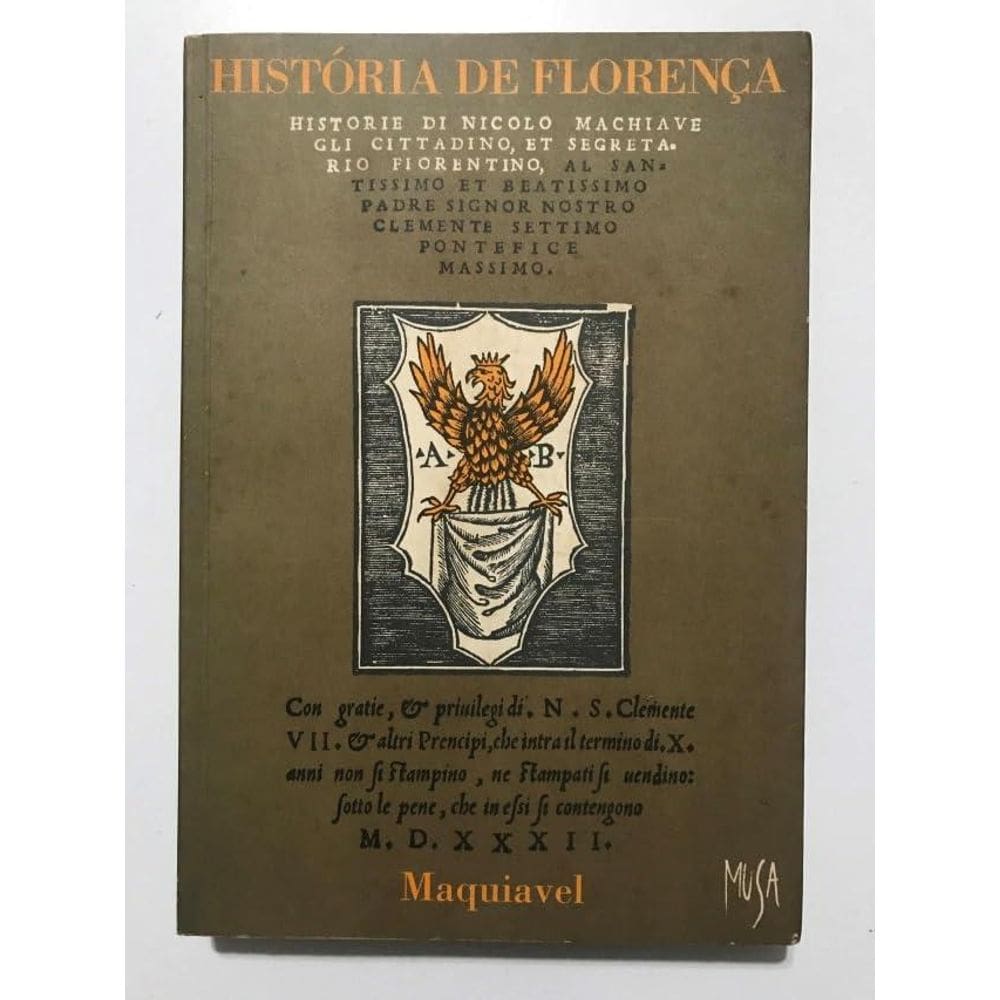 HISTÓRIA DE FLORENÇA
HISTORIE DI NICOLO MACHIAVE
GLI CITTADINO, ET SEGRETA-
RIO FIORENTINO, AL SAN-
TISSIMO ET BEATISSIMO
PADRE SIGNOR NOSTRO
CLEMENTE SETTIMO
PONTEFICE
MASSIMO.
A B
Con gratie, & priuilegi di. N. S. Clemente
VII. & altri Prencipi, che intra il termino di. X.
anni non ſi ſtampino, ne ſtampati ſi uendino:
ſotto le pene, che in eſsi ſi contengono
M. D. XXXII.
Maquiavel
MUSA